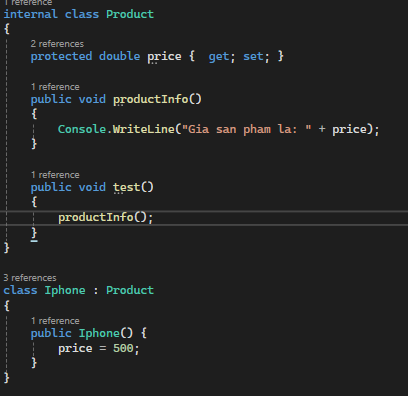 1 reference
internal class Product
{
2 references
protected double price { get; set; }
1 reference
public void productInfo()
{
Console.WriteLine("Gia san pham la: " + price);
}
1 reference
public void test()
{
productInfo();
}
}
3 references
class Iphone : Product
{
1 reference
public Iphone() {
price = 500;
}
}